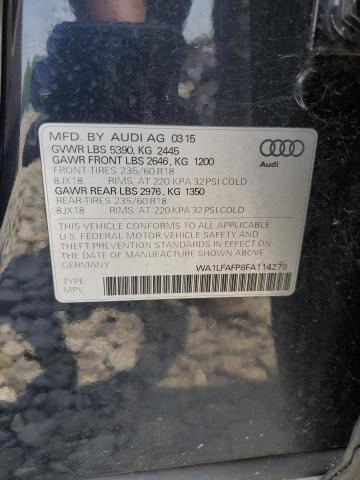 MFD. BY AUDI AG 03 15
GVWR LBS 5390, KG 2445
GAWR FRONT LBS 2646, KG 1200
FRONT-TIRES 235/60 R18
8JX18 RIMS, AT 220 KPA 32 PSI COLD
GAWR REAR LBS 2976, KG 1350
REAR-TIRES 235/60 R18
8JX18 RIMS, AT 220 KPA 32 PSI COLD
Audi
THIS VEHICLE CONFORMS TO ALL APPLICABLE
U.S. FEDERAL MOTOR VEHICLE SAFETY AND
THEFT PREVENTION STANDARDS IN EFFECT ON
THE DATE OF MANUFACTURE SHOWN ABOVE.
GERMANY WA1LFAFP8FA114279
TYPE:
MPV